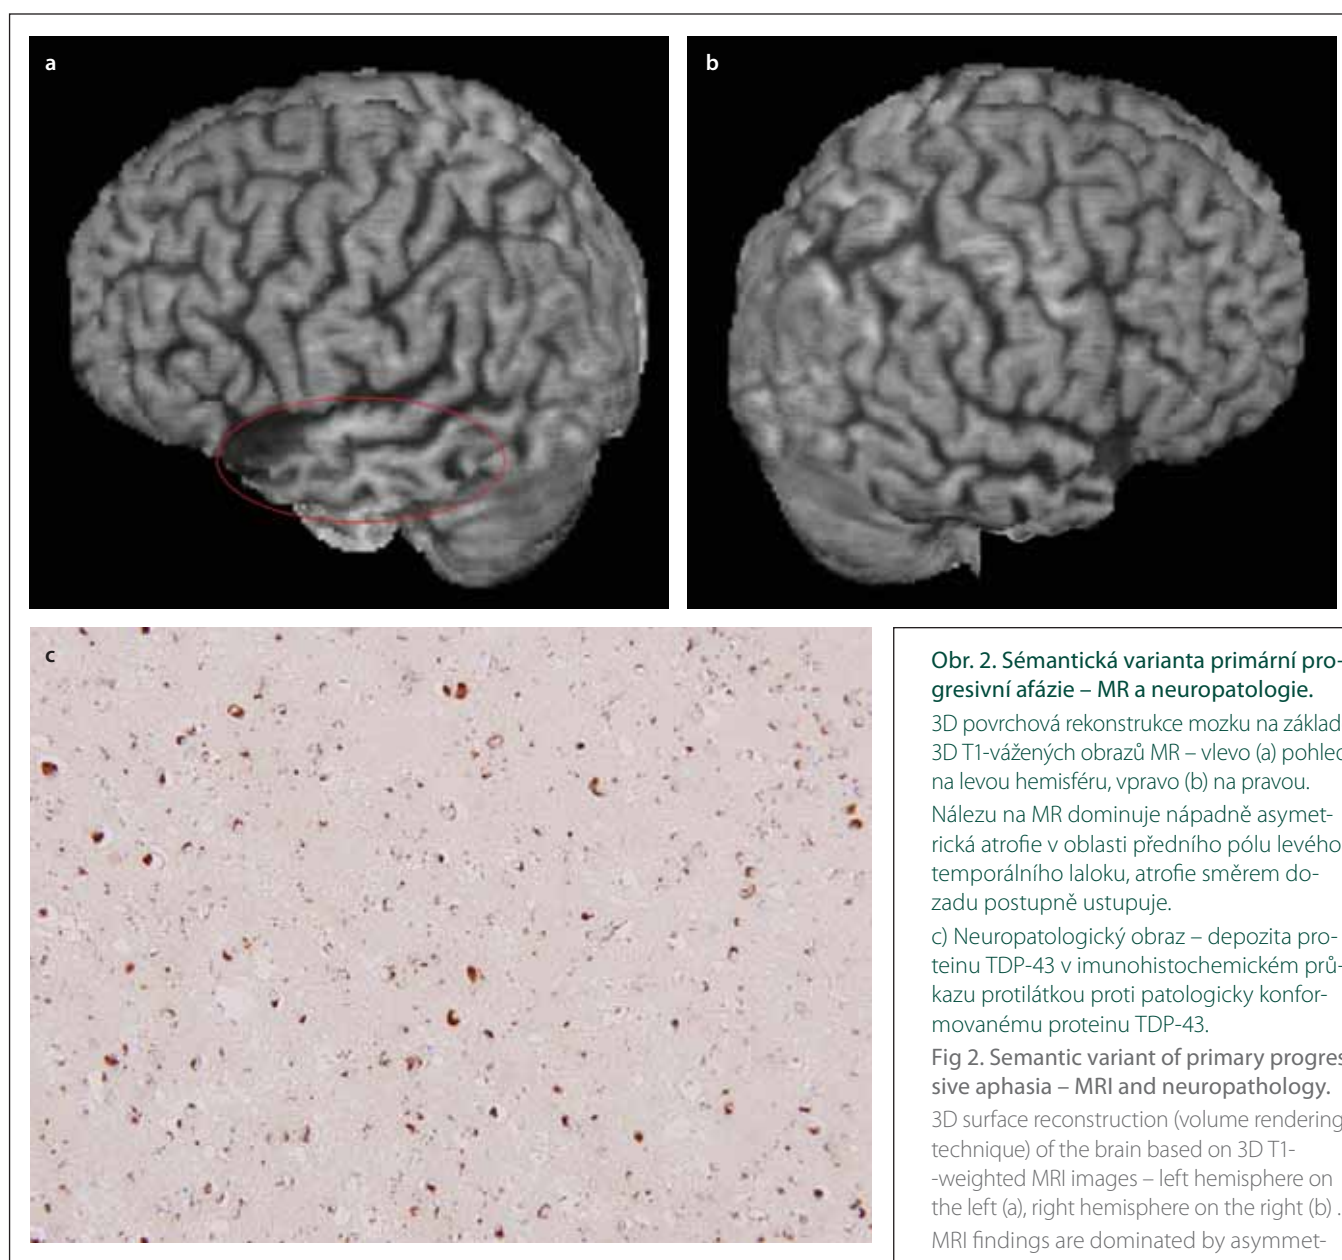 a
b
c
Obr. 2. Sémantická varianta primární pro-
gresivní afázie – MR a neuropatologie.
3D povrchová rekonstrukce mozku na základ
3D T1-vážených obrazů MR – vlevo (a) pohled
na levou hemisféru, vpravo (b) na pravou.
Nálezu na MR dominuje nápadně asymet-
rická atrofie v oblasti předního pólu levého
temporálního laloku, atrofie směrem do-
zadu postupně ustupuje.
c) Neuropatologický obraz – depozita pro-
teinu TDP-43 v imunohistochemickém prů-
kazu protilátkou proti patologicky konfor-
movanému proteinu TDP-43.
Fig 2. Semantic variant of primary progres
sive aphasia – MRI and neuropathology.
3D surface reconstruction (volume rendering
technique) of the brain based on 3D T1-
-weighted MRI images – left hemisphere on
the left (a), right hemisphere on the right (b) .
MRI findings are dominated by asymmet-